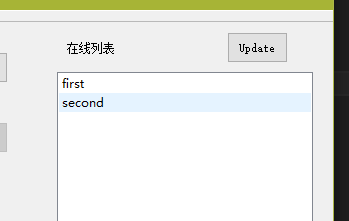 在线列表
Update
first
second